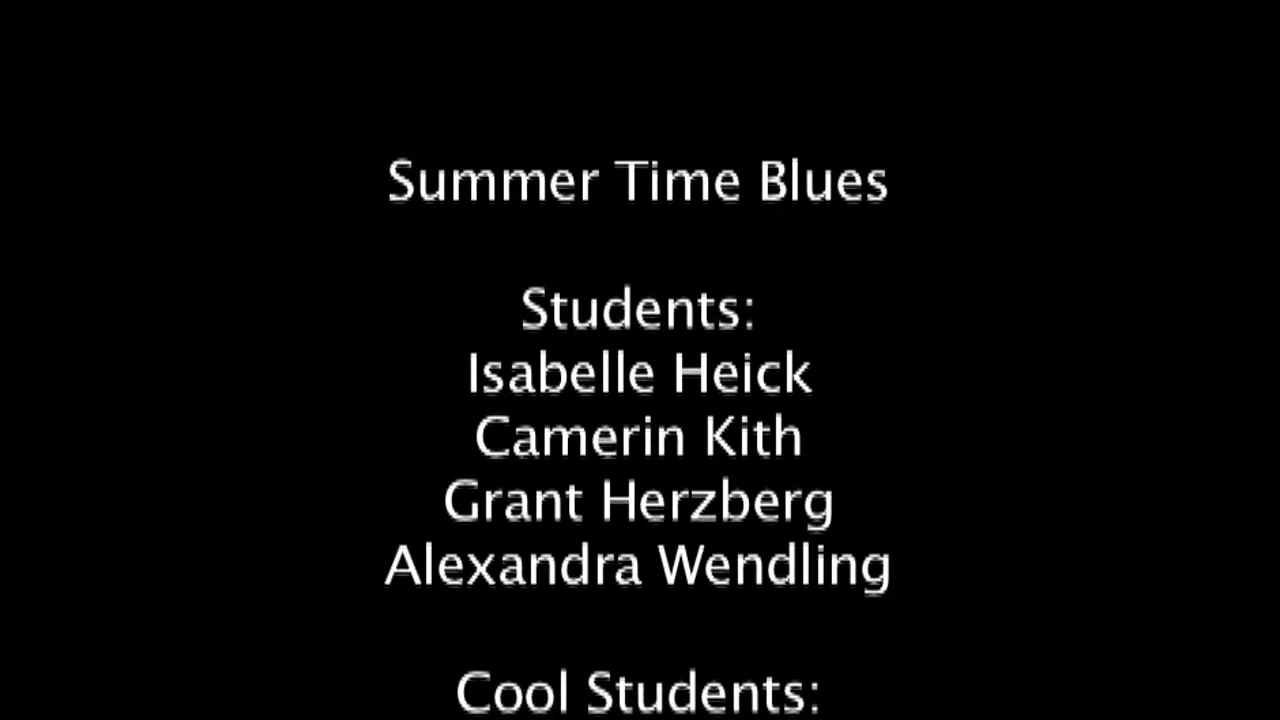 Summer Time Blues
Students:
Isabelle Heick
Camerin Kith
Grant Herzberg
Alexandra Wendling
Cool Students: